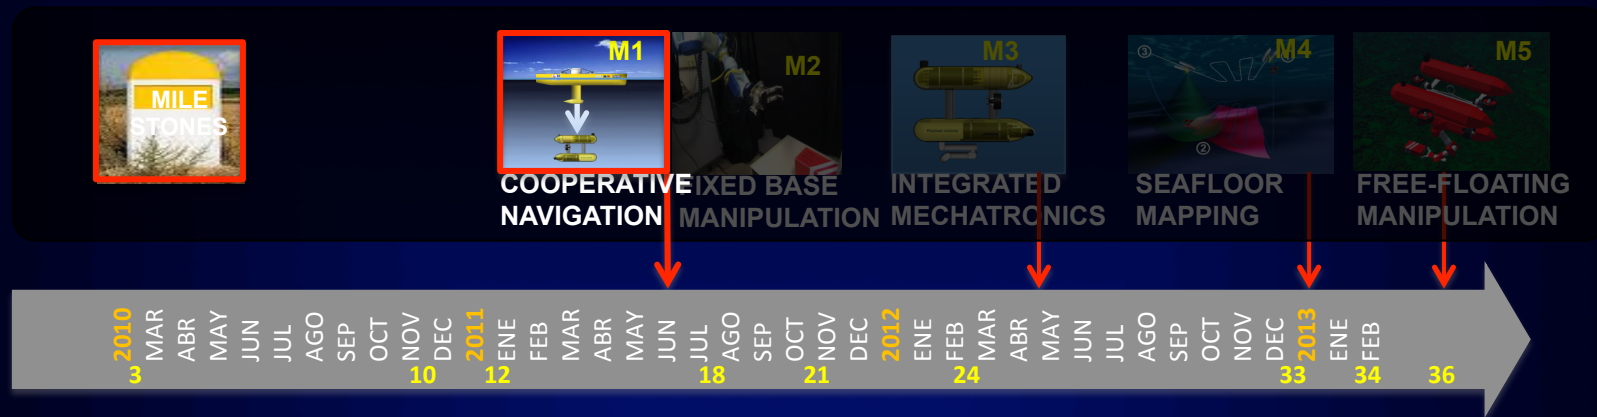 MILE
STONES
M1
M2
M3
M4
M5
③
②
COOPERATIVE
NAVIGATION
FIXED BASE
MANIPULATION
INTEGRATED
MECHATRONICS
SEAFLOOR
MAPPING
FREE-FLOATING
MANIPULATION
2010 MAR ABR MAY JUN JUL AGO SEP OCT NOV DEC 2011 ENE FEB MAR ABR MAY JUN JUL AGO SEP OCT NOV DEC 2012 ENE FEB MAR ABR MAY JUN JUL AGO SEP OCT NOV DEC 2013 ENE FEB
3 10 12 18 21 24 33 34 36